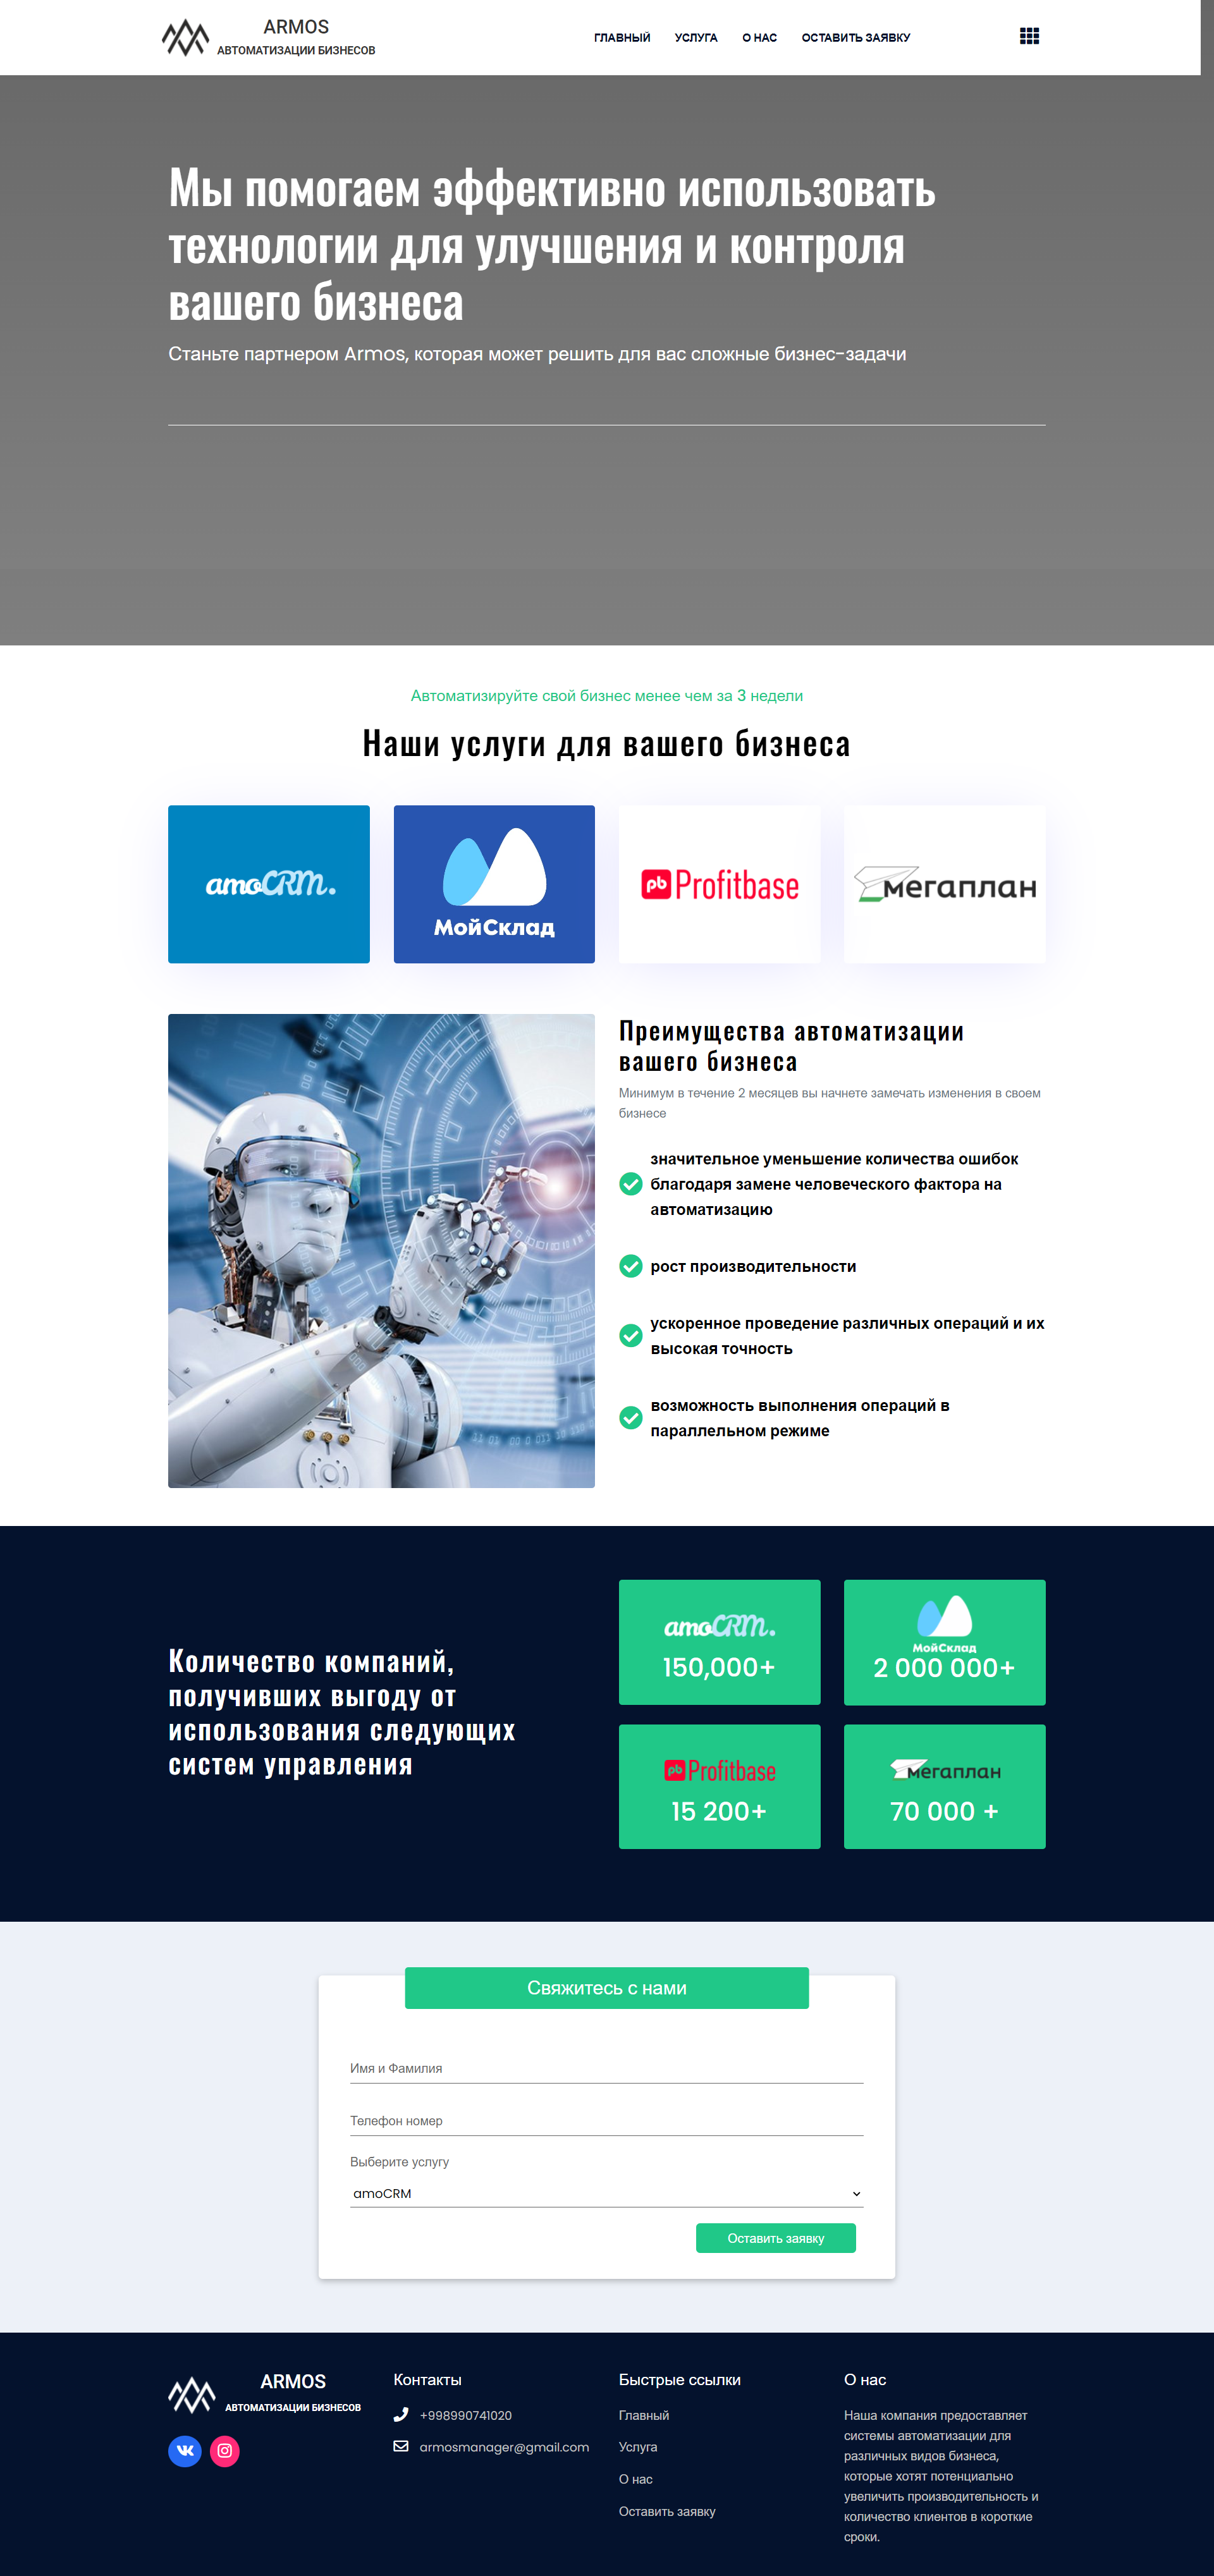 ARMOS
АВТОМАТИЗАЦИИ БИЗНЕСОВ
ГЛАВНЫЙ УСЛУГА О НАС ОСТАВИТЬ ЗАЯВКУ
Мы помогаем эффективно использовать
технологии для улучшения и контроля
вашего бизнеса
Станьте партнером Armos, которая может решить для вас сложные бизнес-задачи
Автоматизируйте свой бизнес менее чем за 3 недели
Наши услуги для вашего бизнеса
amoCRM.
МойСклад
pb Profitbase
мегаплан
Преимущества автоматизации
вашего бизнеса
Минимум в течение 2 месяцев вы начнете замечать изменения в своем
бизнесе
значительное уменьшение количества ошибок
благодаря замене человеческого фактора на
автоматизацию
рост производительности
ускоренное проведение различных операций и их
высокая точность
возможность выполнения операций в
параллельном режиме
Количество компаний,
получивших выгоду от
использования следующих
систем управления
amoCRM.
150,000+
МойСклад
2 000 000+
pb Profitbase
15 200+
мегаплан
70 000 +
Свяжитесь с нами
Имя и Фамилия
Телефон номер
Выберите услугу
amoCRM
Оставить заявку
ARMOS
АВТОМАТИЗАЦИИ БИЗНЕСОВ
Контакты
+998990741020
armosmanager@gmail.com
Быстрые ссылки
Главный
Услуга
О нас
Оставить заявку
О нас
Наша компания предоставляет
системы автоматизации для
различных видов бизнеса,
которые хотят потенциально
увеличить производительность и
количество клиентов в короткие
сроки.